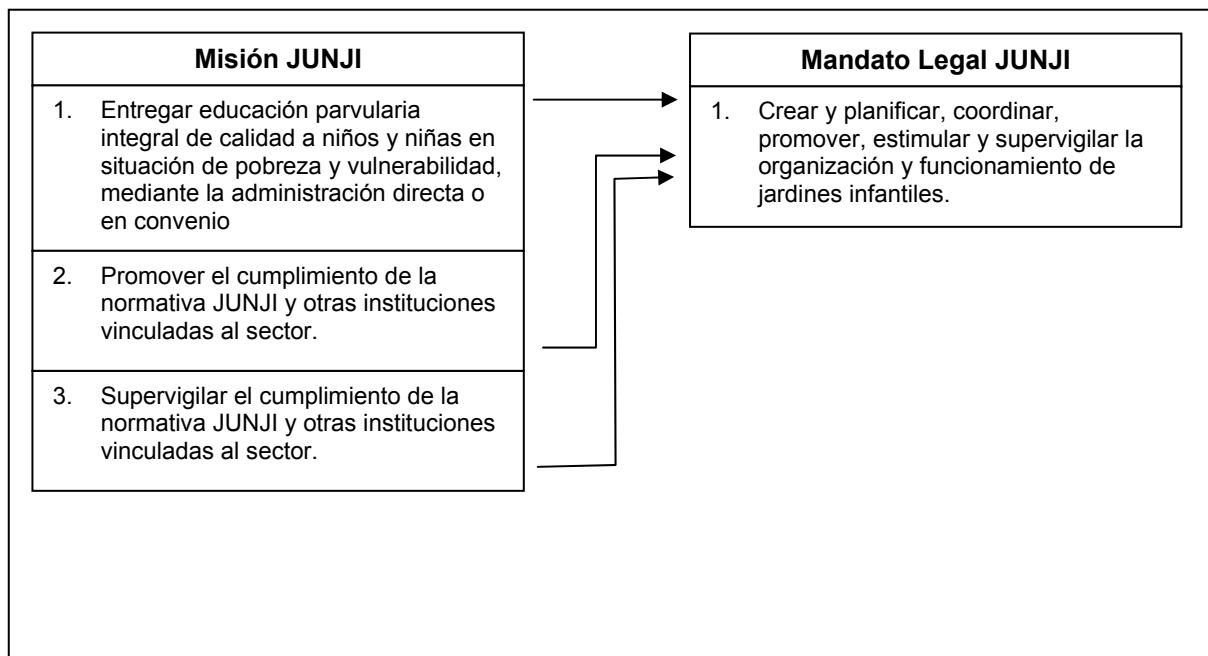 Misión JUNJI
1. Entregar educación parvularia
integral de calidad a niños y niñas en
situación de pobreza y vulnerabilidad,
mediante la administración directa o
en convenio
2. Promover el cumplimiento de la
normativa JUNJI y otras instituciones
vinculadas al sector.
3. Supervigilar el cumplimiento de la
normativa JUNJI y otras instituciones
vinculadas al sector.
Mandato Legal JUNJI
1. Crear y planificar, coordinar,
promover, estimular y supervigilar la
organización y funcionamiento de
jardines infantiles.